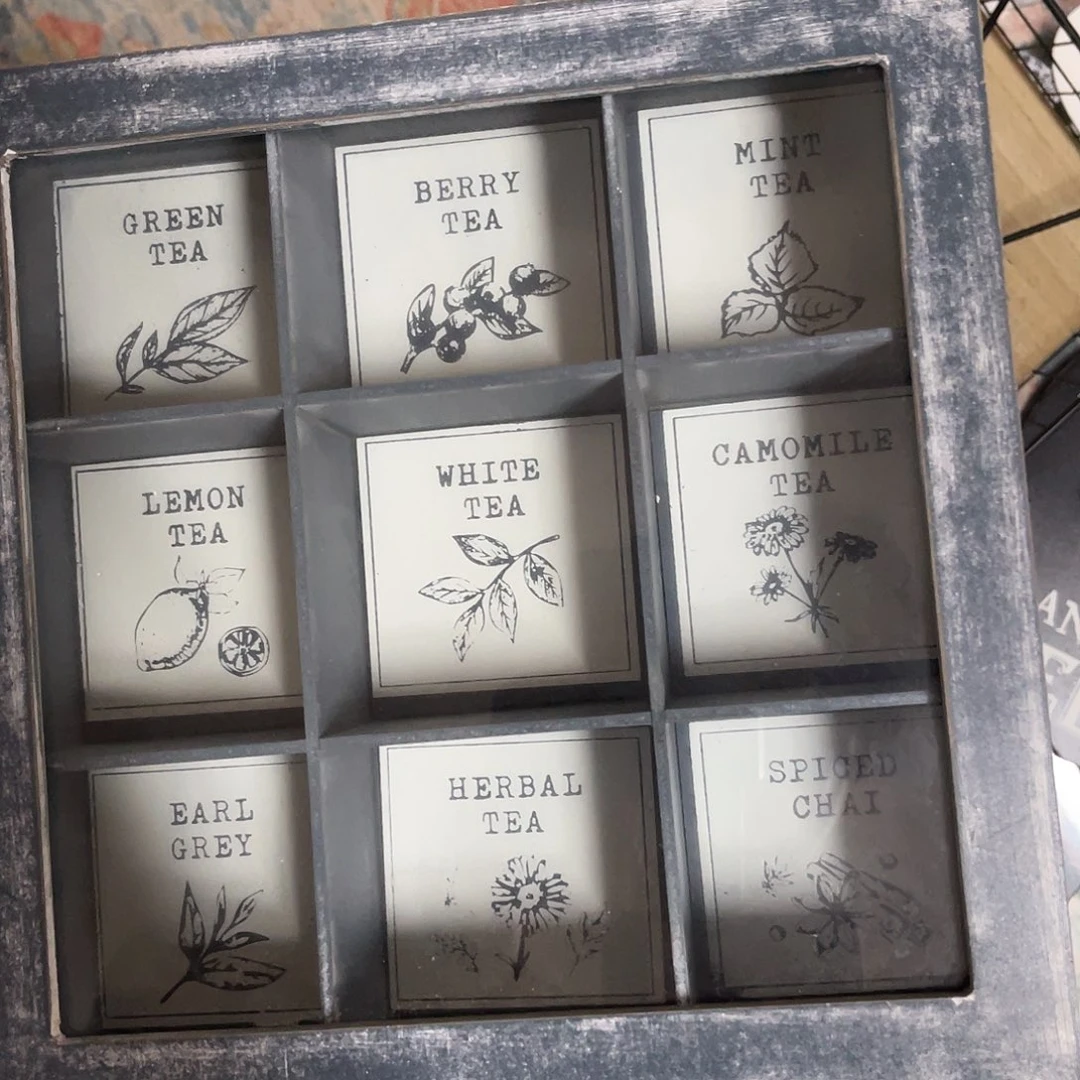 GREEN
TEA
BERRY
TEA
MINT
TEA
LEMON
TEA
WHITE
TEA
CAMOMILE
TEA
EARL
GREY
HERBAL
TEA
SPICED
CHAI